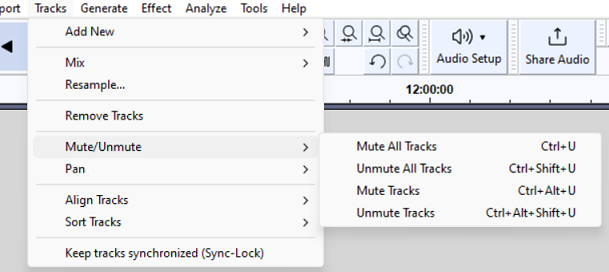 port Tracks Generate Effect Analyze Tools Help
Add New
Mix
Resample...
Remove Tracks
Mute/Unmute
Pan
Align Tracks
Sort Tracks
Keep tracks synchronized (Sync-Lock)
Mute All Tracks Ctrl+U
Unmute All Tracks Ctrl+Shift+U
Mute Tracks Ctrl+Alt+U
Unmute Tracks Ctrl+Alt+Shift+U
Audio Setup
Share Audio
12:00:00